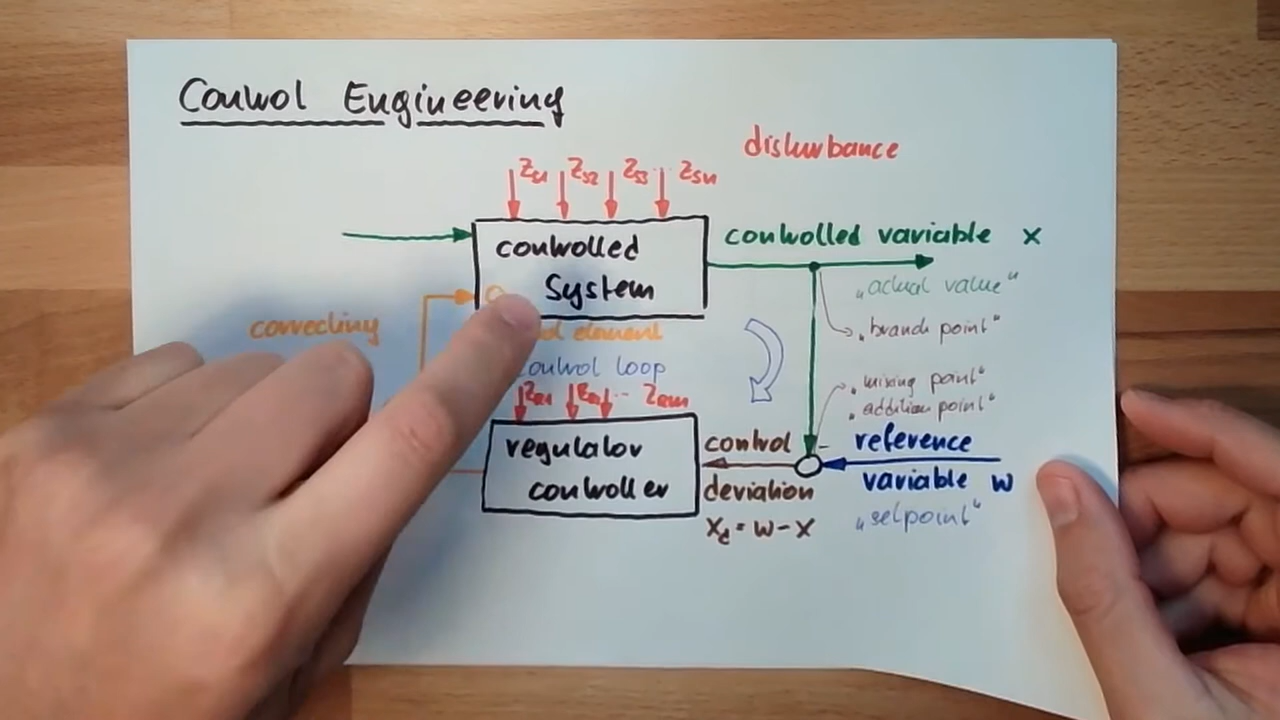 Control Engineering
disturbance
Zs1 Zs2 Zs3 ... Zsn
controlled
System
controlled variable x
„actual value“
„branch point“
correcting
element
control loop
„mixing point“
„addition point“
ZR1 ... ZRm
regulator
controller
control
deviation
xd = w - x
-
reference
variable w
„setpoint“